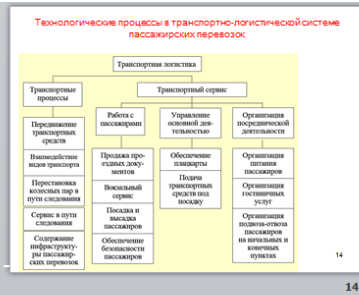 Технологические процессы в транспортно-логистической системе
пассажирских перевозок
Транспортная логистика
Транспортные
процессы
Транспортный сервис
Передвижение
транспортных
средств
Взаимодействие
видов транспорта
Перестановка
колесных пар в
пути следования
Сервис в пути
следования
Содержание
инфраструкту-
ры пассажир-
ских перевозок
Работа с
пассажирами
Продажа про-
ездных доку-
ментов
Вокзальный
сервис
Посадка и
высадка
пассажиров
Обеспечение
безопасности
пассажиров
Управление
основной дея-
тельностью
Обеспечение
плацкарты
Подача
транспортных
средств под
посадку
Организация
посреднической
деятельности
Организация
питания
пассажиров
Организация
гостиничных
услуг
Организация
подвоза-отвоза
пассажиров
на начальных и
конечных
пунктах
14
14